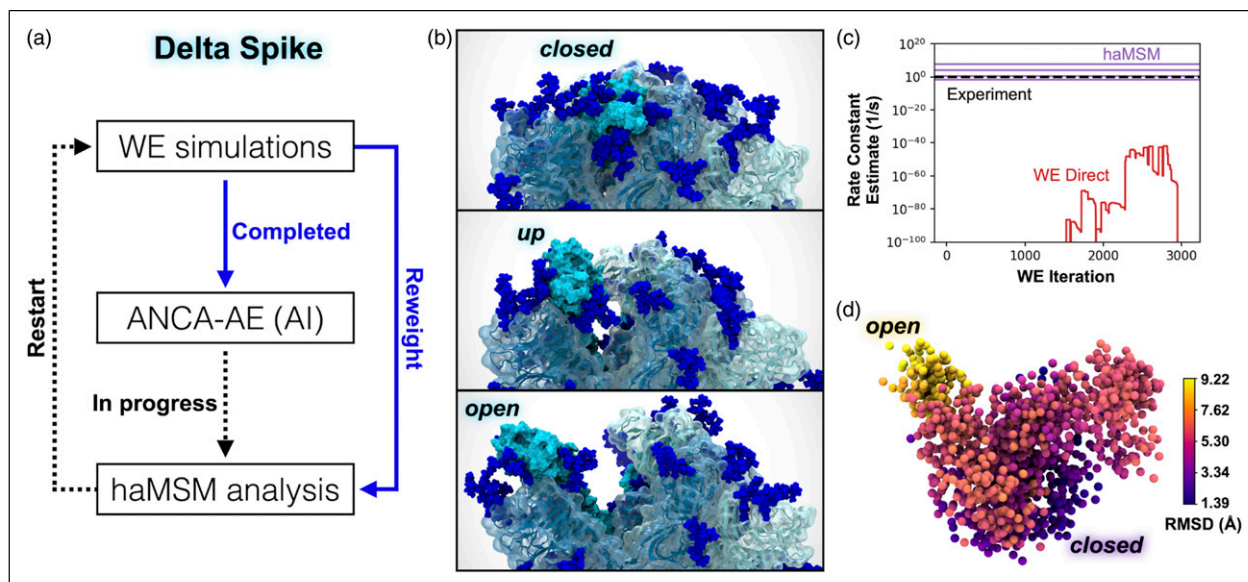 (a)
Delta Spike
WE simulations
Completed
ANCA-AE (AI)
In progress
haMSM analysis
Restart
Reweight
(b)
closed
up
open
(c)
Rate Constant
Estimate (1/s)
10^20
10^0
10^-20
10^-40
10^-60
10^-80
10^-100
haMSM
Experiment
WE Direct
0
1000
2000
3000
WE Iteration
(d)
open
closed
9.22
7.62
5.30
3.34
1.39
RMSD (Å)